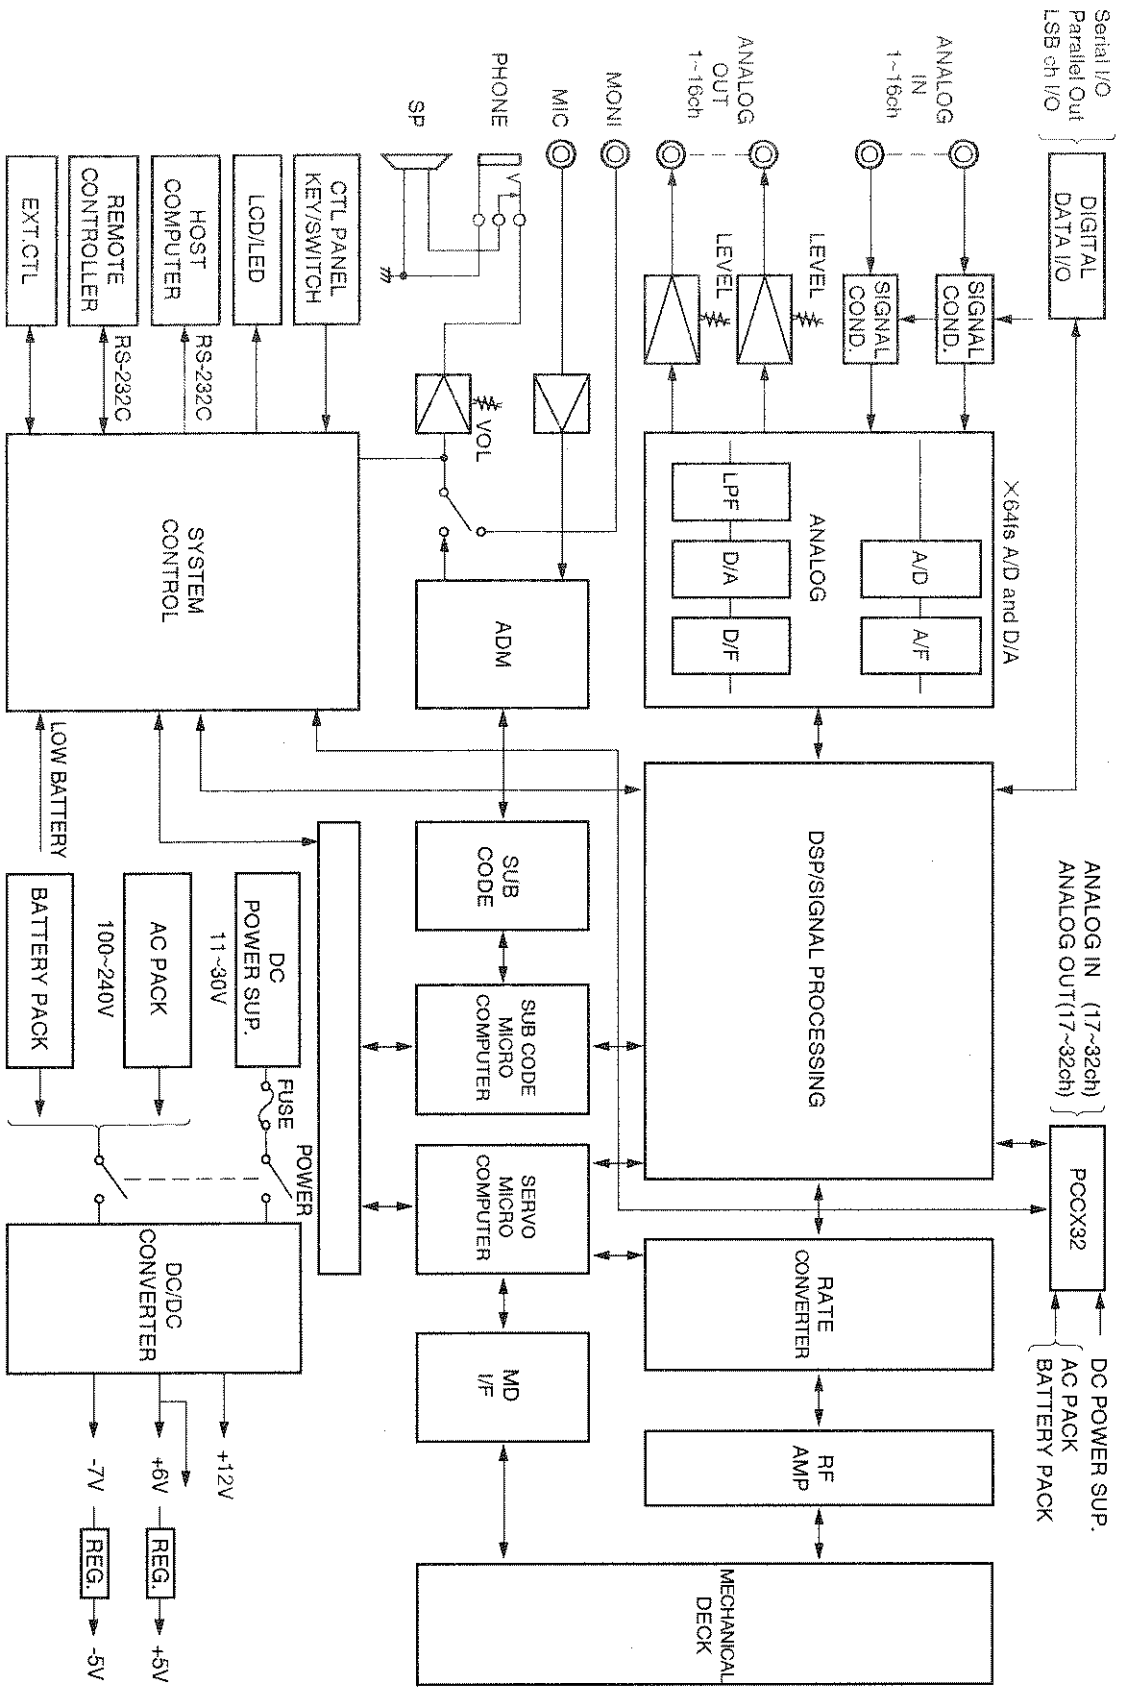 Serial I/O
Parallel Out
LSB ch I/O
DIGITAL
DATA I/O
ANALOG
IN
1~16ch
SIGNAL
COND.
SIGNAL
COND.
ANALOG
OUT
1~16ch
LEVEL
LEVEL
×64fs A/D and D/A
A/D
A/F
ANALOG
LPF
D/A
D/F
DSP/SIGNAL PROCESSING
ANALOG IN (17~32ch)
ANALOG OUT(17~32ch)
PCCX32
DC POWER SUP.
AC PACK
BATTERY PACK
RATE
CONVERTER
RF
AMP
MECHANICAL
DECK
MONI
MIC
PHONE
V
SP
VOL
ADM
SUB
CODE
SUB CODE
MICRO
COMPUTER
SERVO
MICRO
COMPUTER
MD
I/F
CTL PANEL
KEY/SWITCH
LCD/LED
HOST
COMPUTER
RS-232C
REMOTE
CONTROLLER
RS-232C
EXT.CTL
SYSTEM
CONTROL
LOW BATTERY
DC
POWER SUP.
11~30V
FUSE
POWER
AC PACK
100~240V
BATTERY PACK
DC/DC
CONVERTER
+12V
+6V
REG.
+5V
-7V
REG.
-5V